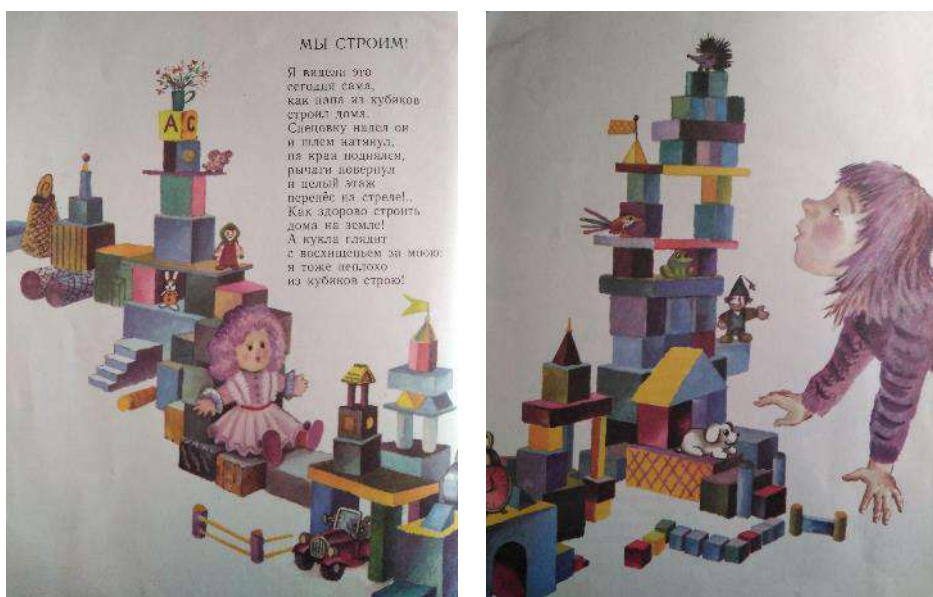 МЫ СТРОИМ!
Я видела это
сегодня сама,
как папа из кубиков
строил дома.
Спецовку надел он
и шлем натянул,
на кран поднялся,
рычаги повернул
и целый этаж
перенёс на стреле!..
Как здорово строить
дома на земле!
А кукла глядит
с восхищеньем за мною:
я тоже неплохо
из кубиков строю!
А С